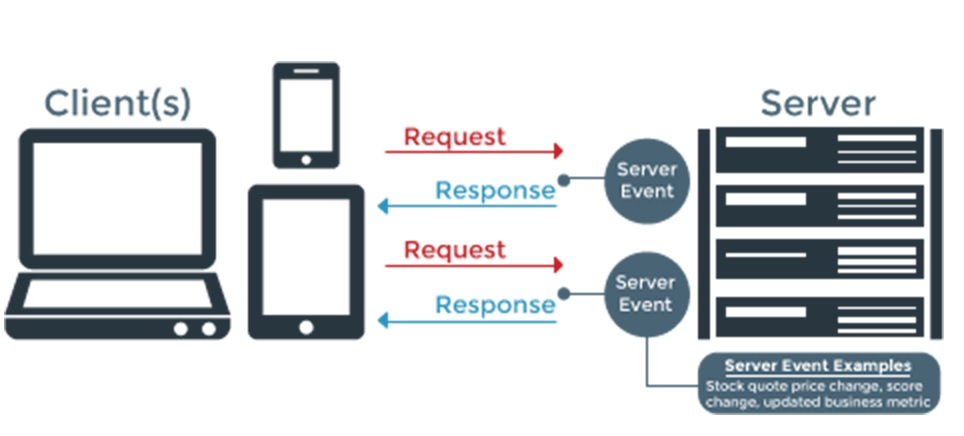 Client(s)
Server
Request
Server
Event
Response
Request
Server
Event
Response
Server Event Examples
Stock quote price change, score
change, updated business metric